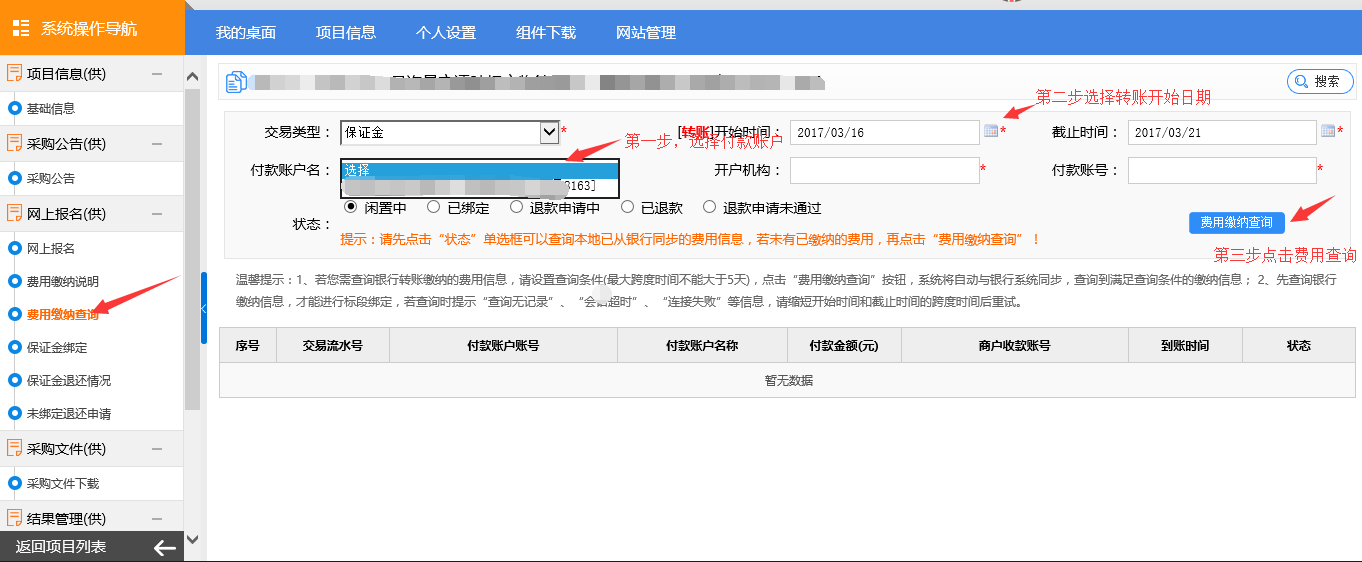 系统操作导航
我的桌面 项目信息 个人设置 组件下载 网站管理
项目信息(供)
基础信息
采购公告(供)
采购公告
网上报名(供)
网上报名
费用缴纳说明
费用缴纳查询
保证金绑定
保证金退还情况
未绑定退还申请
采购文件(供)
采购文件下载
结果管理(供)
返回项目列表
搜索
第二步选择转账开始日期
交易类型： 保证金 * [转账]开始时间： 2017/03/16 * 截止时间： 2017/03/21 *
第一步，选择付款账户
付款账户名： 选择 开户机构： * 付款账号： *
163]
状态： 闲置中 已绑定 退款申请中 已退款 退款申请未通过
费用缴纳查询
提示：请先点击“状态”单选框可以查询本地已从银行同步的费用信息，若未有已缴纳的费用，再点击“费用缴纳查询”！
第三步点击费用查询
温馨提示：1、若您需查询银行转账缴纳的费用信息，请设置查询条件(最大跨度时间不能大于5天)，点击“费用缴纳查询”按钮，系统将自动与银行系统同步，查询到满足查询条件的缴纳信息； 2、先查询银行
缴纳信息，才能进行标段绑定，若查询时提示“查询无记录”、“会话超时”、“连接失败”等信息，请缩短开始时间和截止时间的跨度时间后重试。
序号 交易流水号 付款账户账号 付款账户名称 付款金额(元) 商户收款账号 到账时间 状态
暂无数据